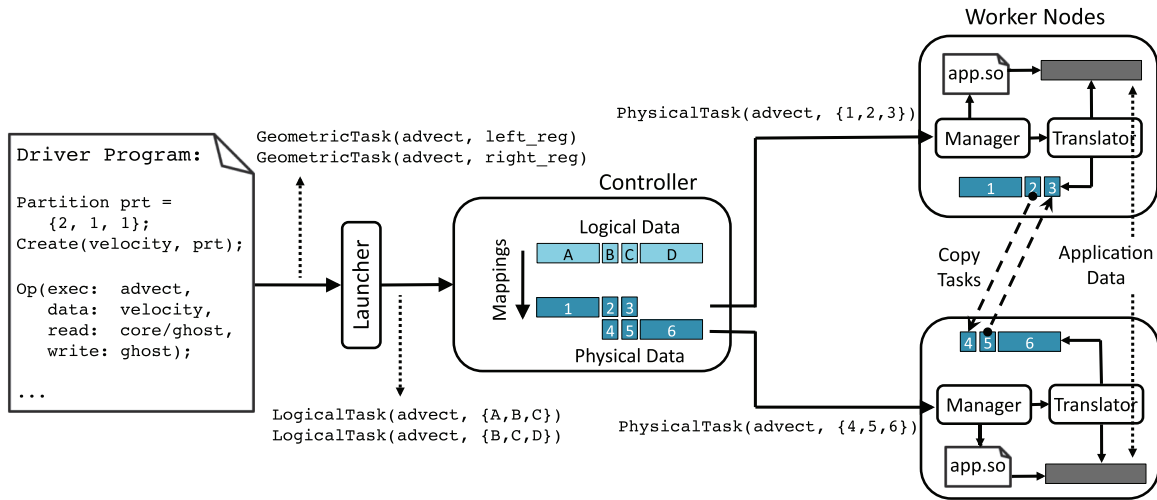 Worker Nodes
app.so
PhysicalTask(advect, {1,2,3})
Manager
Translator
1 2 3
Driver Program:
Partition prt =
{2, 1, 1};
Create(velocity, prt);
Op(exec: advect,
data: velocity,
read: core/ghost,
write: ghost);
...
GeometricTask(advect, left_reg)
GeometricTask(advect, right_reg)
Launcher
LogicalTask(advect, {A,B,C})
LogicalTask(advect, {B,C,D})
Controller
Logical Data
A B C D
Mappings
1 2 3
4 5 6
Physical Data
Copy
Tasks
Application
Data
4 5 6
PhysicalTask(advect, {4,5,6})
Manager
Translator
app.so